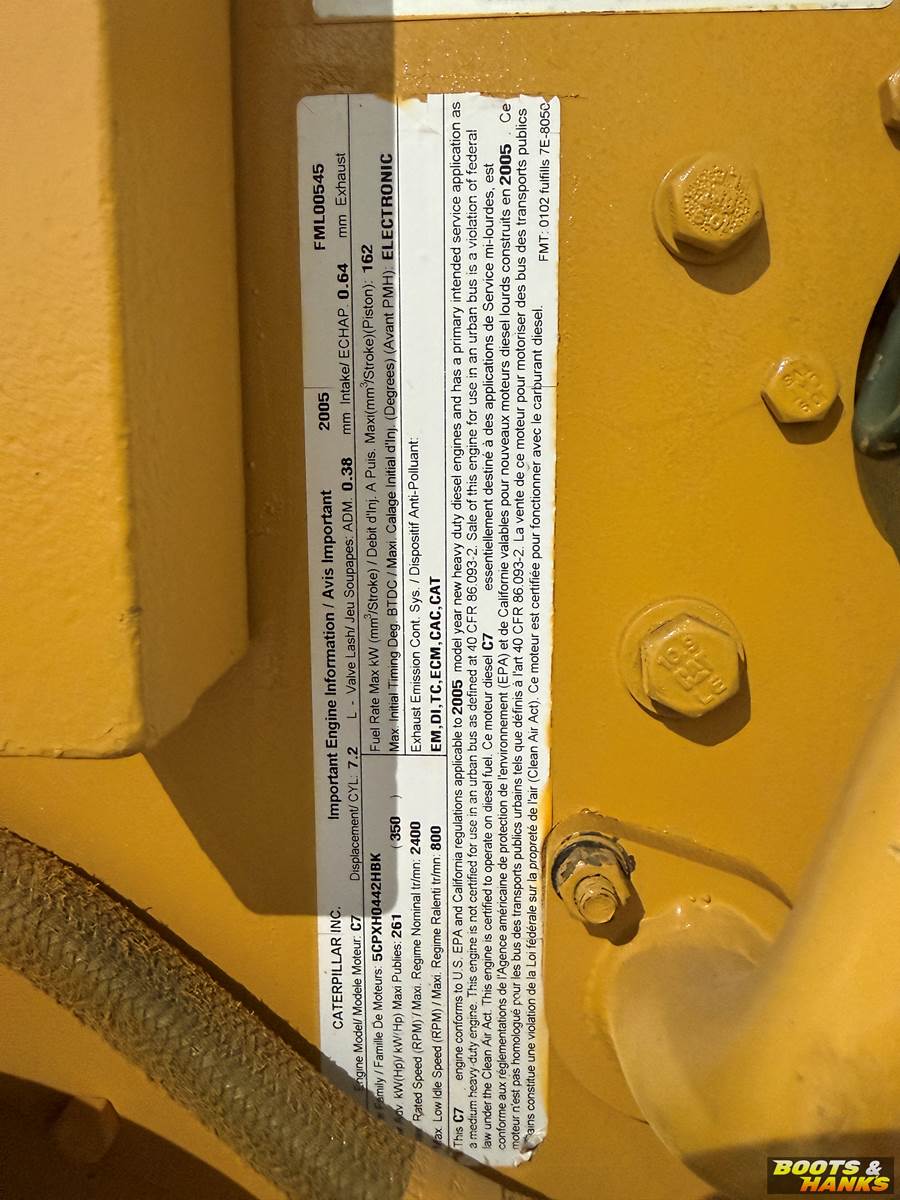 CATERPILLAR INC. Important Engine Information / Avis Important 2005 FML00545
Engine Model/ Modele Moteur: C7 Displacement/ CYL: 7.2 L - Valve Lash/ Jeu Soupapes: ADM. 0.38 mm Intake/ ECHAP. 0.64 mm Exhaust
Family / Famille De Moteurs: 5CPXH0442HBK
Adv. kW(Hp)/ kW(Hp) Maxi Publies: 261 (350 )
Rated Speed (RPM) / Maxi. Regime Nominal tr/mn: 2400
Max. Low Idle Speed (RPM) / Maxi. Regime Ralenti tr/mn: 800
Fuel Rate Max kW (mm³/Stroke) / Debit d'Inj. A Puis. Maxi(mm³/Stroke)(Piston): 162
Max. Initial Timing Deg. BTDC / Maxi. Calage Initial d'Inj. (Degrees) (Avant PMH): ELECTRONIC
Exhaust Emission Cont. Sys. / Dispositif Anti-Polluant:
EM, DI, TC, ECM, CAC, CAT
This C7 engine conforms to U.S. EPA and California regulations applicable to 2005 model year new heavy duty diesel engines and has a primary intended service application as
a medium heavy-duty engine. This engine is not certified for use in an urban bus as defined at 40 CFR 86.093-2. Sale of this engine for use in an urban bus is a violation of federal
law under the Clean Air Act. This engine is certified to operate on diesel fuel. Ce moteur diesel C7 essentiellement destiné à des applications de Service mi-lourdes, est
conforme aux réglementations de l'Agence américaine de protection de l'environnement (EPA) et de Californie valables pour nouveaux moteurs diesel lourds construits en 2005 . Ce
moteur n'est pas homologué pour les bus des transports publics urbains tels que définis à l'art 40 CFR 86.093-2. La vente de ce moteur pour motoriser des bus des transports publics
constitue une violation de la Loi fédérale sur la propreté de l'air (Clean Air Act). Ce moteur est certifiée pour fonctionner avec le carburant diesel. FMT: 0102 fulfills 7E-8050
10.9
BOOTS &
HANKS